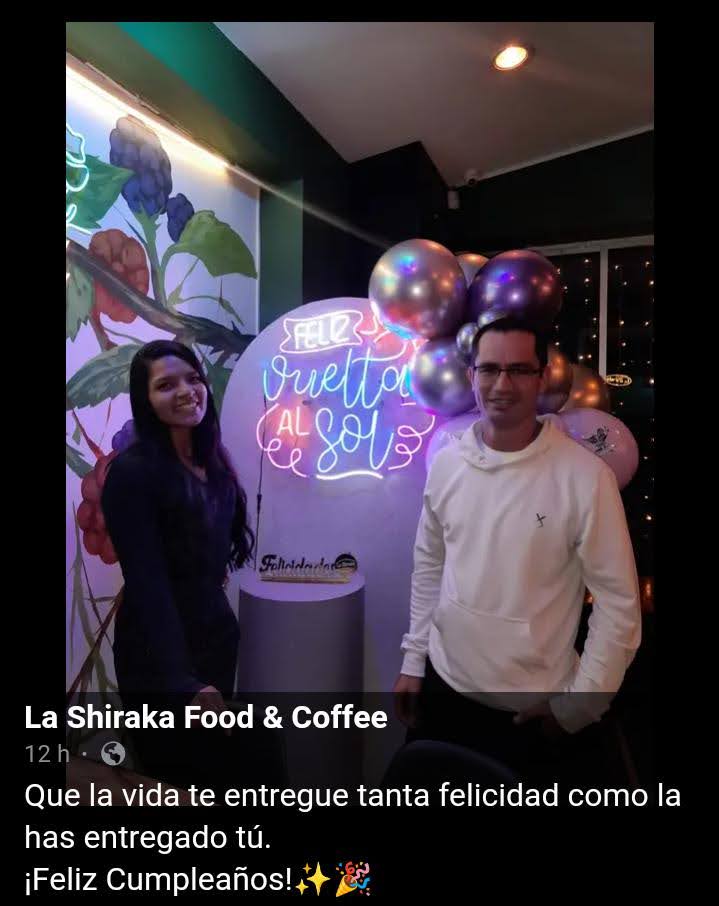 FELIZ
vuelta
AL
SOL
Felicidades
La Shiraka Food & Coffee
12 h ·
Que la vida te entregue tanta felicidad como la
has entregado tú.
¡Feliz Cumpleaños!✨🎉